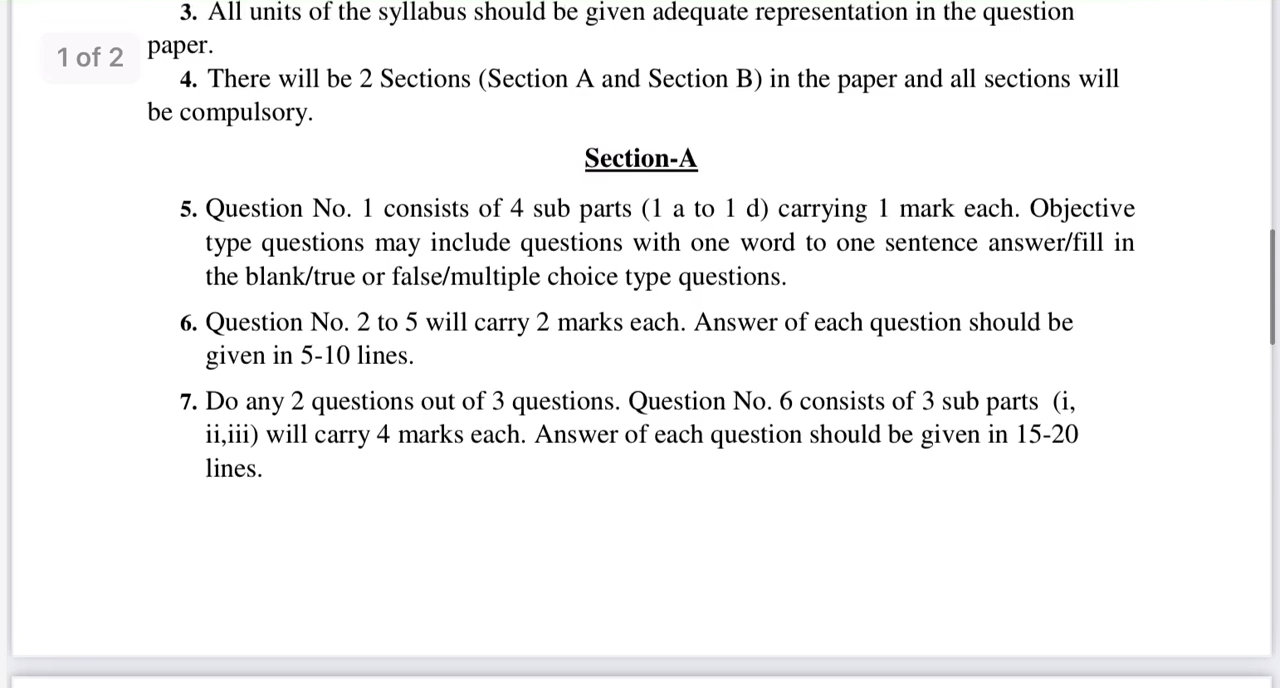 3. All units of the syllabus should be given adequate representation in the question
paper.
1 of 2
4. There will be 2 Sections (Section A and Section B) in the paper and all sections will
be compulsory.
Section-A
5. Question No. 1 consists of 4 sub parts (1 a to 1 d) carrying 1 mark each. Objective
type questions may include questions with one word to one sentence answer/fill in
the blank/true or false/multiple choice type questions.
6. Question No. 2 to 5 will carry 2 marks each. Answer of each question should be
given in 5-10 lines.
7. Do any 2 questions out of 3 questions. Question No. 6 consists of 3 sub parts (i,
ii,iii) will carry 4 marks each. Answer of each question should be given in 15-20
lines.